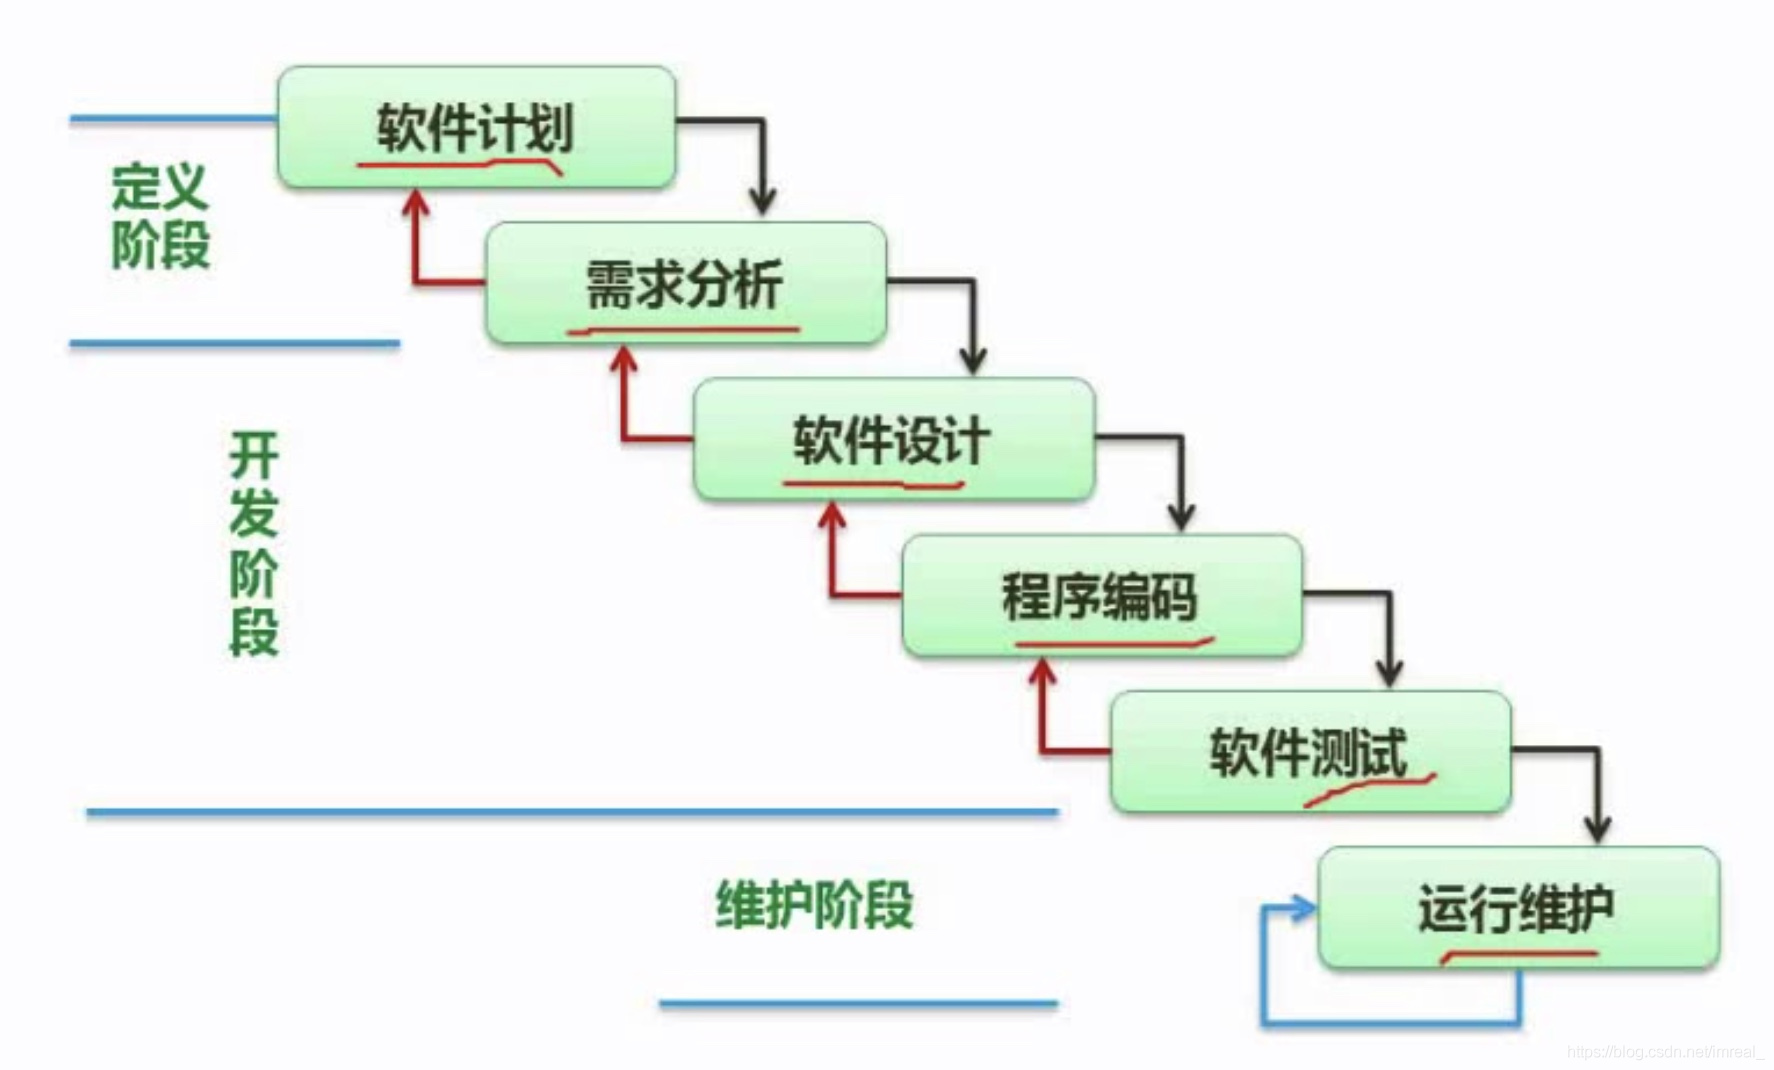 软件计划
定义
阶段
需求分析
开
发
阶
段
软件设计
程序编码
软件测试
维护阶段
运行维护
https://blog.csdn.net/imreal_